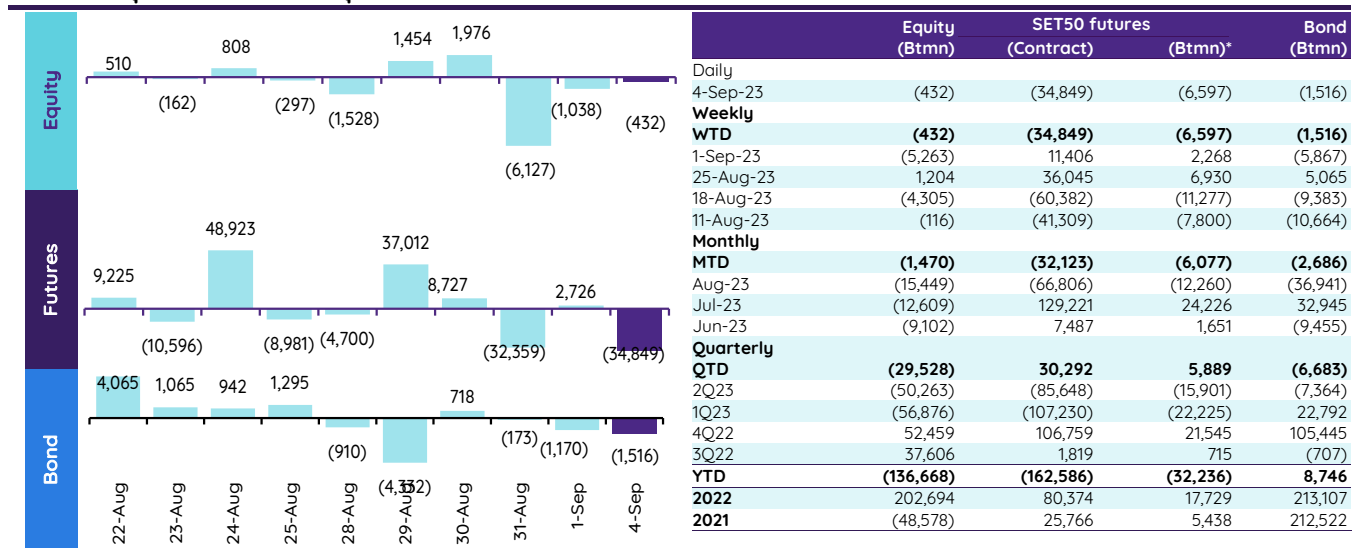 Equity
510
(162)
808
(297)
(1,528)
1,454
1,976
(6,127)
(1,038)
(432)
Futures
9,225
(10,596)
48,923
(8,981)
(4,700)
37,012
8,727
(32,359)
2,726
(34,849)
Bond
4,065
1,065
942
1,295
(910)
(4,332)
718
(173)
(1,170)
(1,516)
22-Aug
23-Aug
24-Aug
25-Aug
28-Aug
29-Aug
30-Aug
31-Aug
1-Sep
4-Sep
Equity SET50 futures Bond
(Btmn) (Contract) (Btmn)* (Btmn)
Daily
4-Sep-23 (432) (34,849) (6,597) (1,516)
Weekly
WTD (432) (34,849) (6,597) (1,516)
1-Sep-23 (5,263) 11,406 2,268 (5,867)
25-Aug-23 1,204 36,045 6,930 5,065
18-Aug-23 (4,305) (60,382) (11,277) (9,383)
11-Aug-23 (116) (41,309) (7,800) (10,664)
Monthly
MTD (1,470) (32,123) (6,077) (2,686)
Aug-23 (15,449) (66,806) (12,260) (36,941)
Jul-23 (12,609) 129,221 24,226 32,945
Jun-23 (9,102) 7,487 1,651 (9,455)
Quarterly
QTD (29,528) 30,292 5,889 (6,683)
2Q23 (50,263) (85,648) (15,901) (7,364)
1Q23 (56,876) (107,230) (22,225) 22,792
4Q22 52,459 106,759 21,545 105,445
3Q22 37,606 1,819 715 (707)
YTD (136,668) (162,586) (32,236) 8,746
2022 202,694 80,374 17,729 213,107
2021 (48,578) 25,766 5,438 212,522